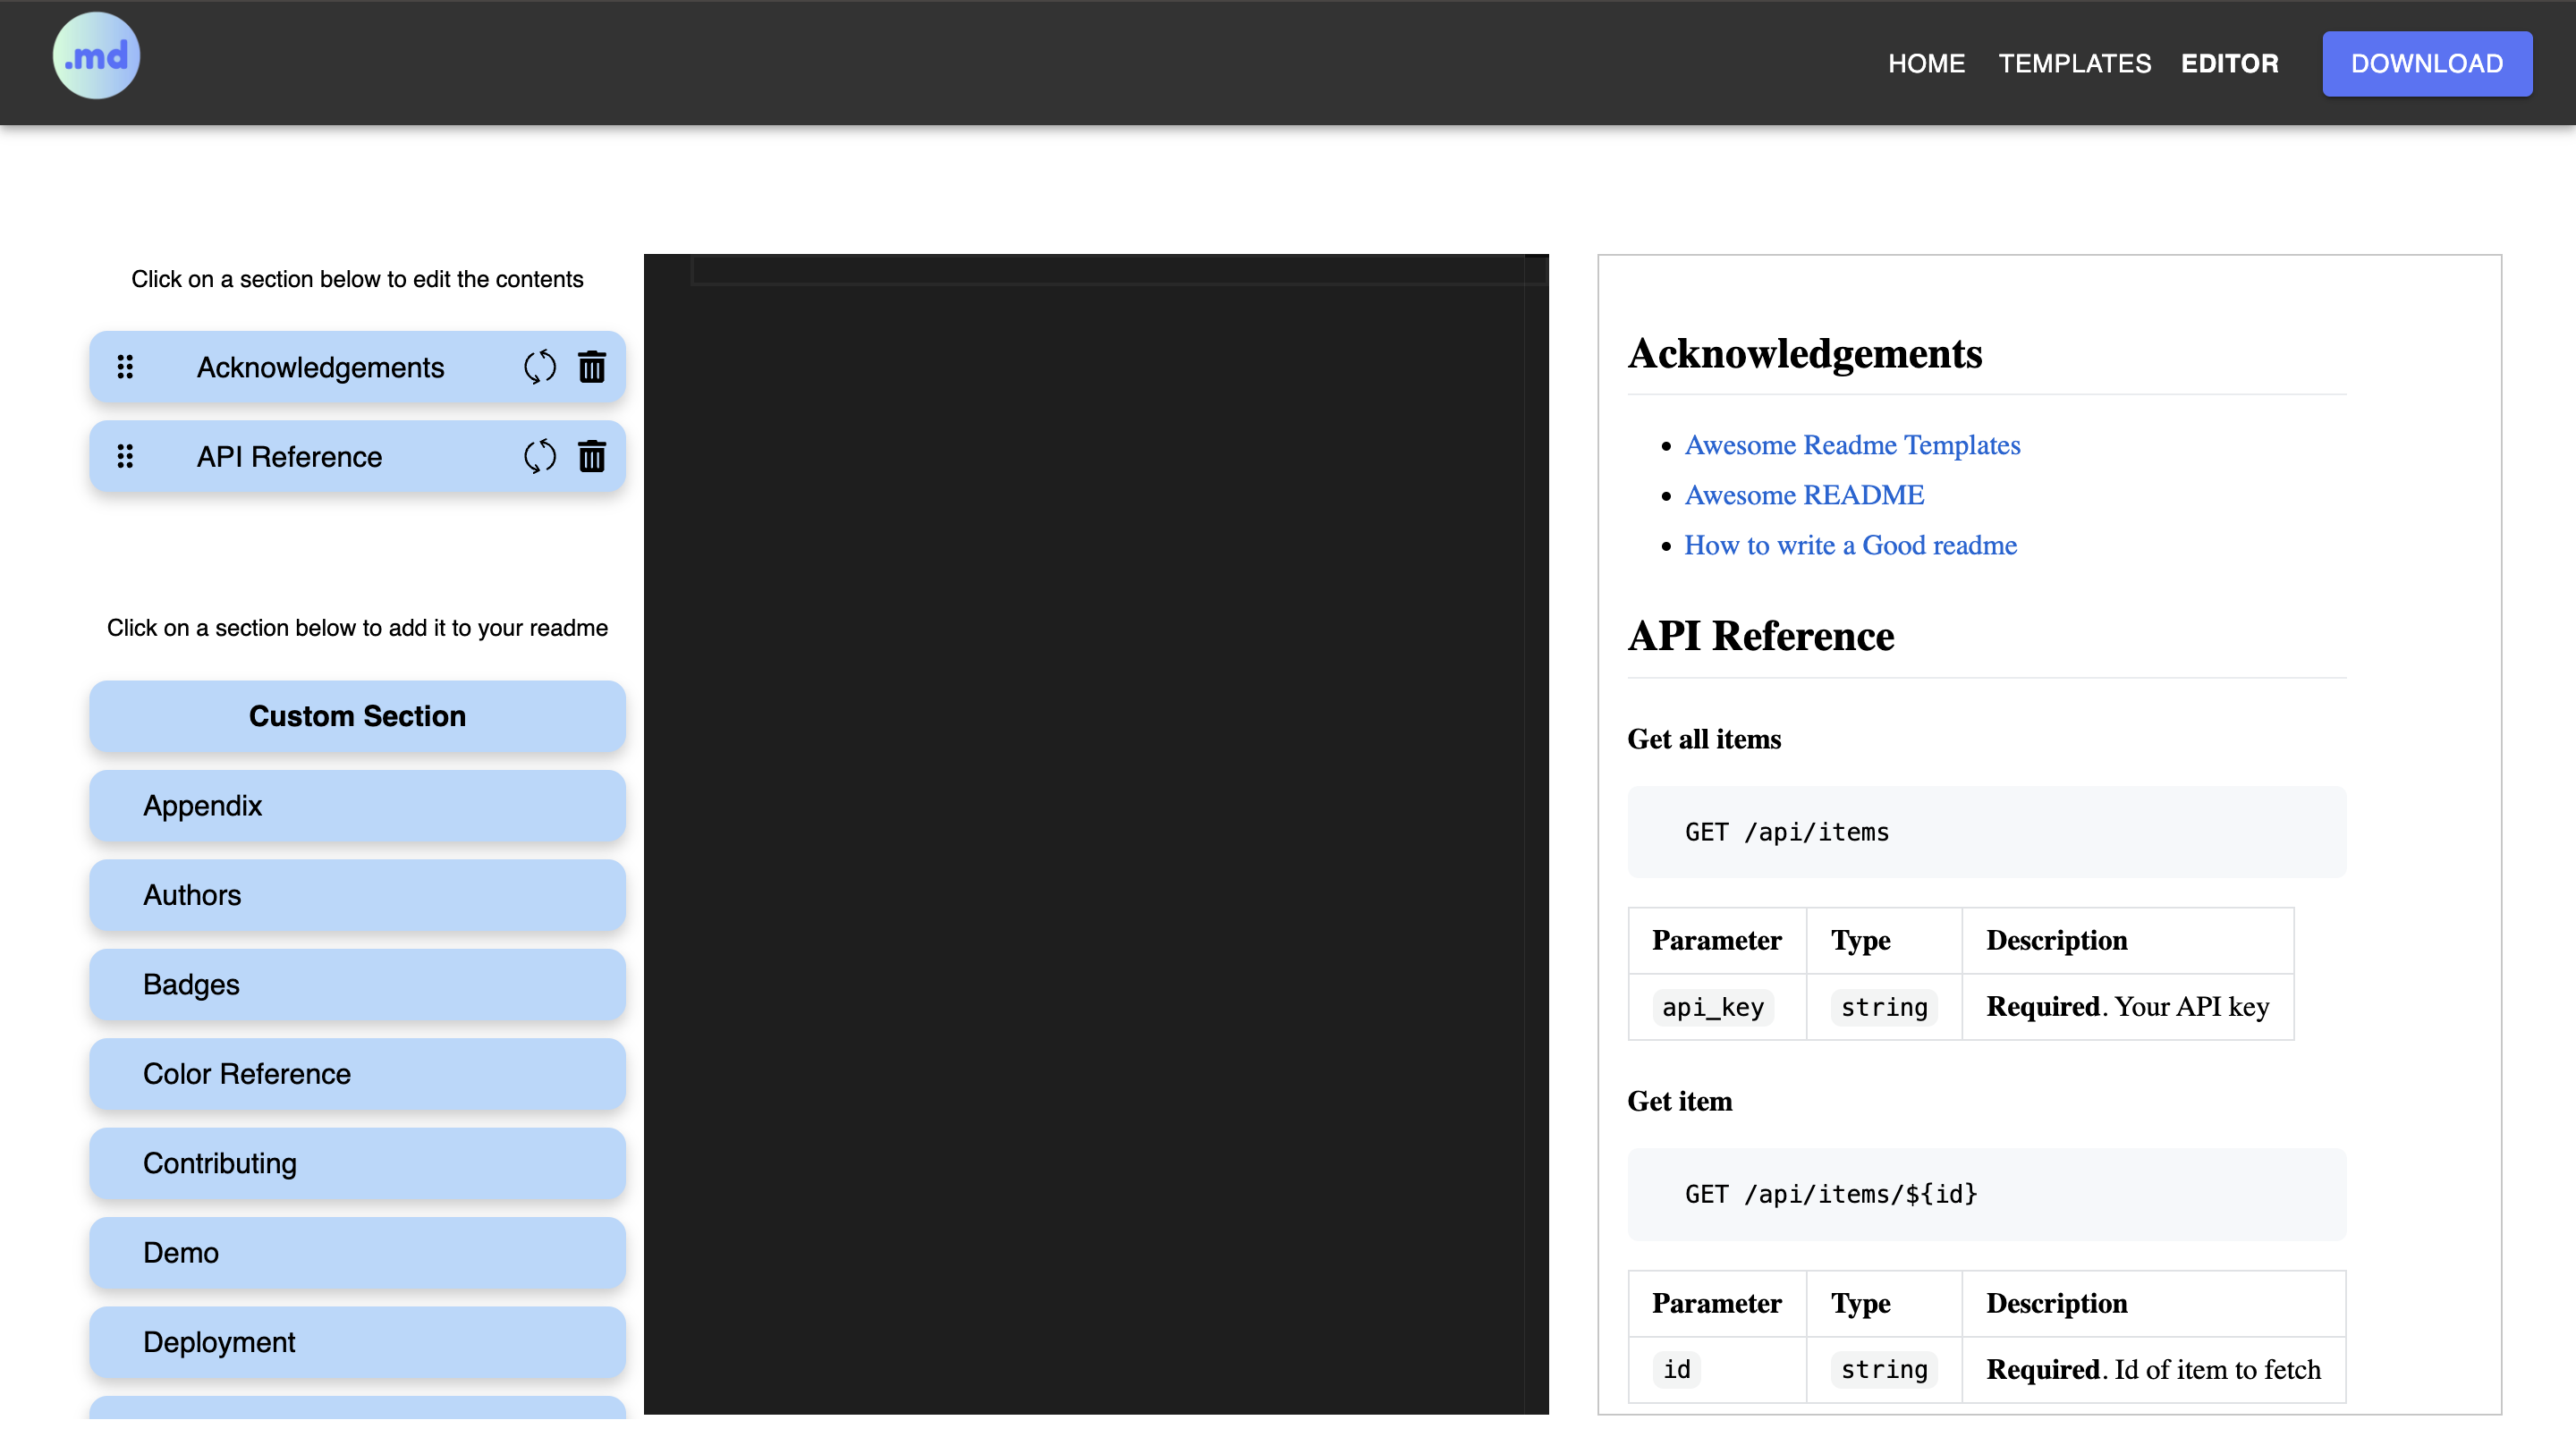 .md
HOME TEMPLATES EDITOR DOWNLOAD
Click on a section below to edit the contents
Acknowledgements
API Reference
Click on a section below to add it to your readme
Custom Section
Appendix
Authors
Badges
Color Reference
Contributing
Demo
Deployment
Acknowledgements
Awesome Readme Templates
Awesome README
How to write a Good readme
API Reference
Get all items
GET /api/items
Parameter Type Description
api_key string Required. Your API key
Get item
GET /api/items/${id}
Parameter Type Description
id string Required. Id of item to fetch